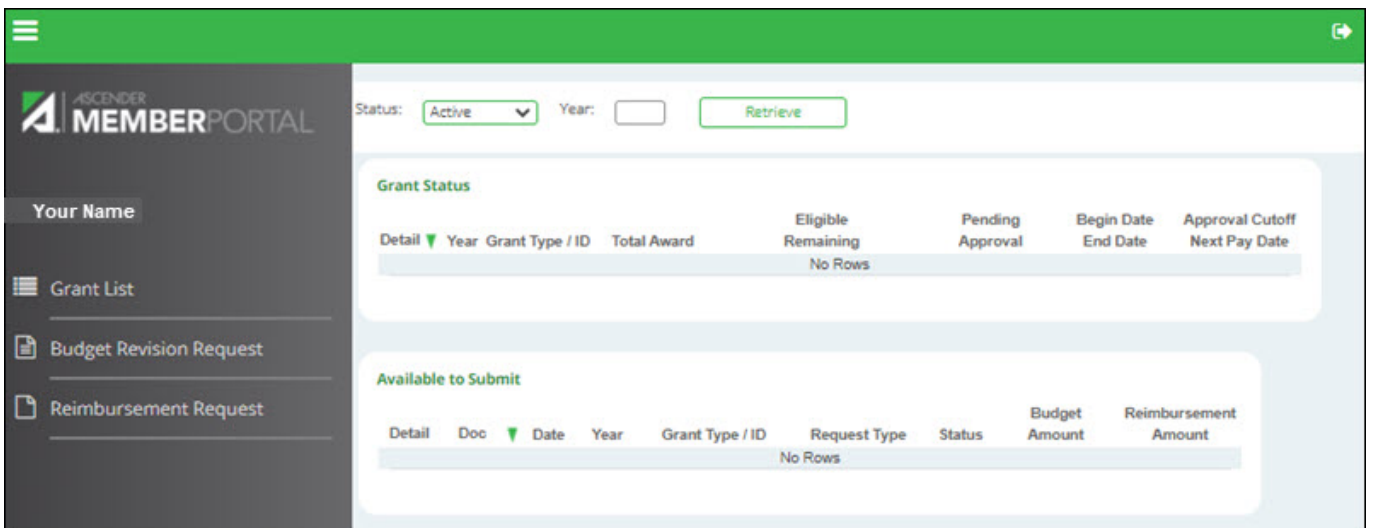 ASCENDER
MEMBERPORTAL
Your Name
Grant List
Budget Revision Request
Reimbursement Request
Status: Active Year: Retrieve
Grant Status
Detail Year Grant Type / ID Total Award Eligible Remaining Pending Approval Begin Date End Date Approval Cutoff Next Pay Date
No Rows
Available to Submit
Detail Doc Date Year Grant Type / ID Request Type Status Budget Amount Reimbursement Amount
No Rows